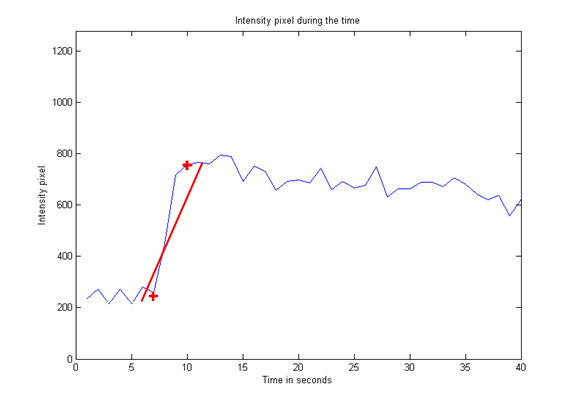 Intensity pixel during the time
1200
1000
800
600
400
200
0
Intensity pixel
0 5 10 15 20 25 30 35 40
Time in seconds